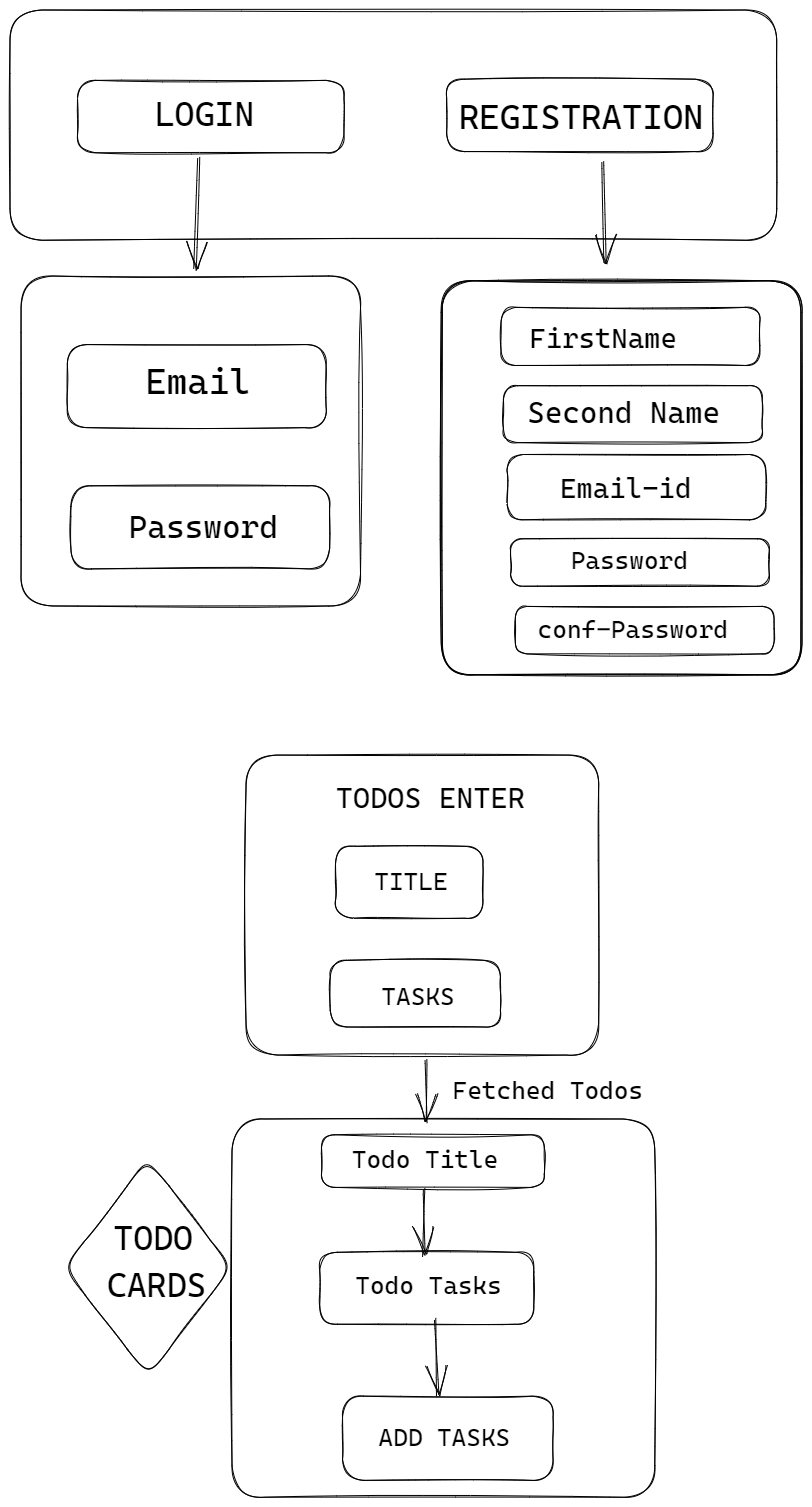 LOGIN
REGISTRATION
Email
Password
FirstName
Second Name
Email-id
Password
conf-Password
TODOS ENTER
TITLE
TASKS
Fetched Todos
Todo Title
TODO
CARDS
Todo Tasks
ADD TASKS